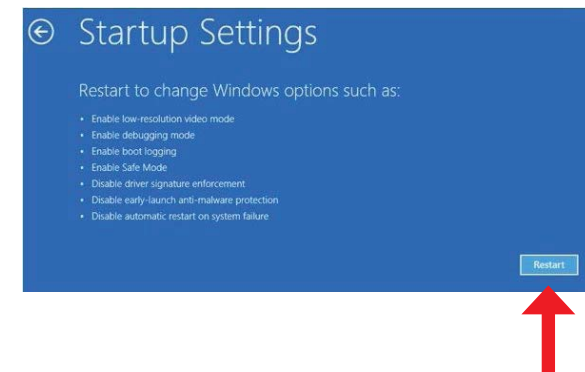 Startup Settings
Restart to change Windows options such as:
• Enable low-resolution video mode
• Enable debugging mode
• Enable boot logging
• Enable Safe Mode
• Disable driver signature enforcement
• Disable early-launch anti-malware protection
• Disable automatic restart on system failure
Restart